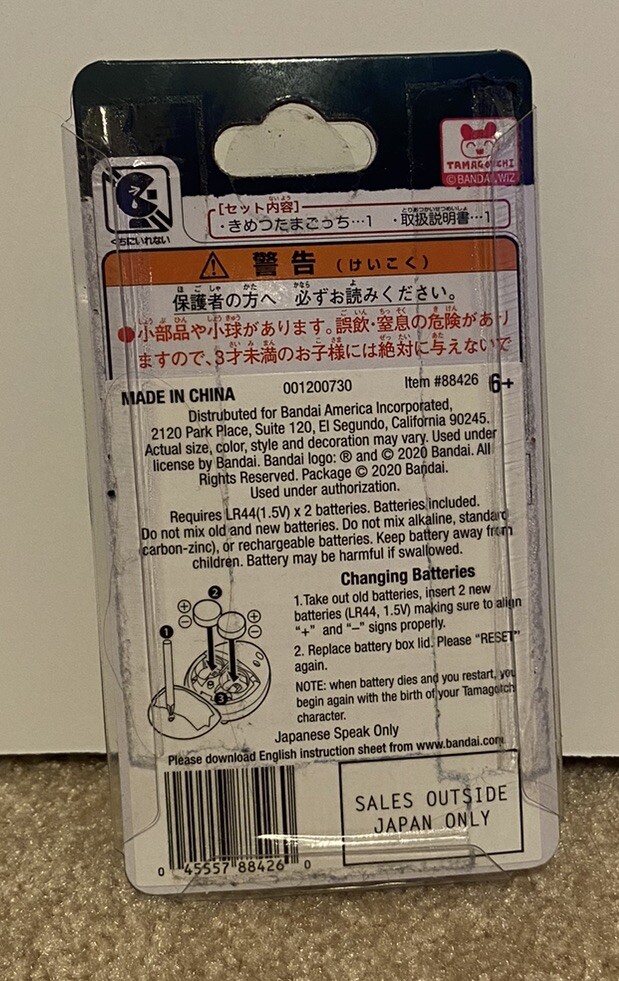 TAMAGOTCHI
© BANDAI, WIZ
くちにいれない
[セット内容]
・きめつたまごっち…1 ・取扱説明書…1
⚠ 警告 (けいこく)
保護者の方へ 必ずお読みください。
●小部品や小球があります。誤飲・窒息の危険があり
ますので、3才未満のお子様には絶対に与えないで
MADE IN CHINA 001200730 Item #88426 6+
Distrubuted for Bandai America Incorporated,
2120 Park Place, Suite 120, El Segundo, California 90245.
Actual size, color, style and decoration may vary. Used under
license by Bandai. Bandai logo: ® and © 2020 Bandai. All
Rights Reserved. Package © 2020 Bandai.
Used under authorization.
Requires LR44(1.5V) x 2 batteries. Batteries included.
Do not mix old and new batteries. Do not mix alkaline, standard
(carbon-zinc), or rechargeable batteries. Keep battery away from
children. Battery may be harmful if swallowed.
Changing Batteries
1.Take out old batteries, insert 2 new
batteries (LR44, 1.5V) making sure to align
“+” and “–” signs properly.
2. Replace battery box lid. Please “RESET”
again.
NOTE: when battery dies and you restart, you
begin again with the birth of your Tamagotchi
character.
1
2
3
Japanese Speak Only
Please download English instruction sheet from www.bandai.com
0 45557 88426 0
SALES OUTSIDE
JAPAN ONLY